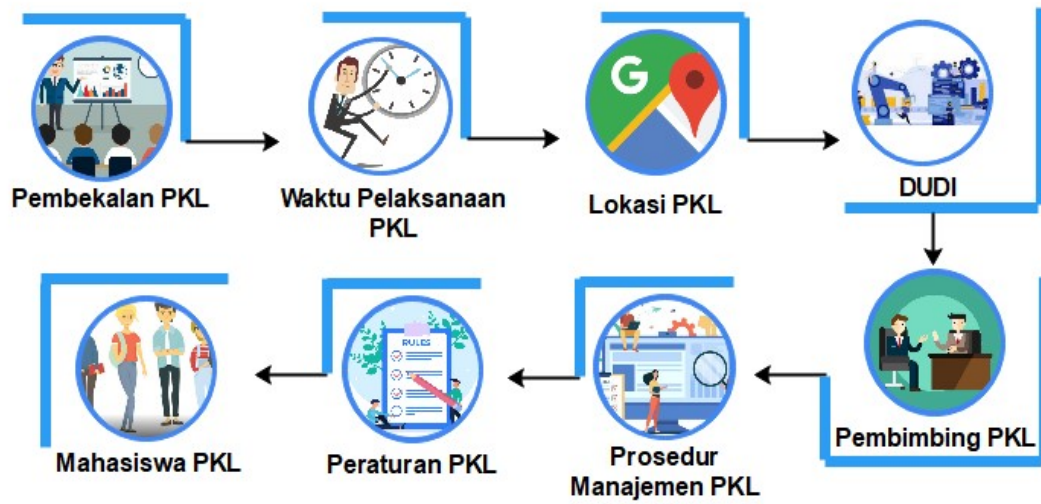 Pembekalan PKL
Waktu Pelaksanaan
PKL
G
Lokasi PKL
DUDI
Pembimbing PKL
Prosedur
Manajemen PKL
RULES
Peraturan PKL
Mahasiswa PKL